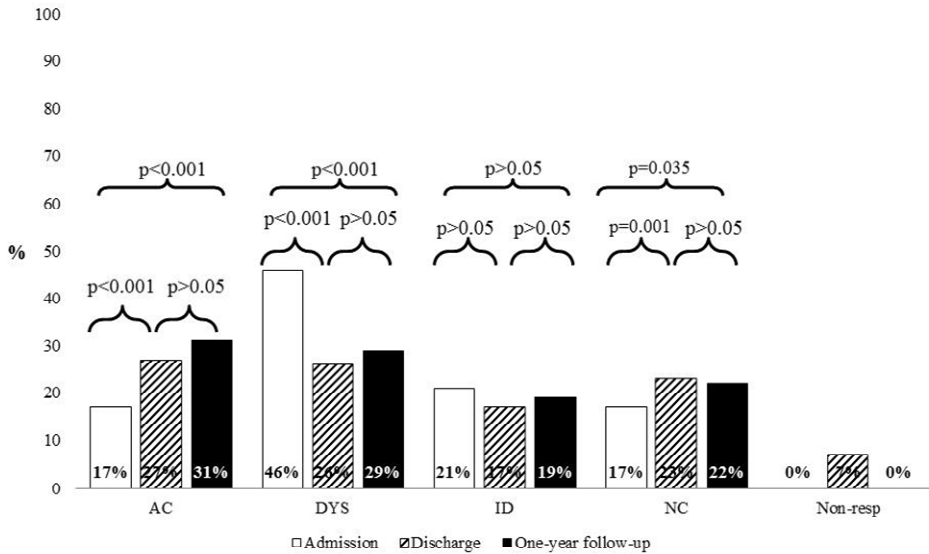 100
90
80
70
60
50
40
30
20
10
0
%
p<0.001 p<0.001 p>0.05 p=0.035
p<0.001 p>0.05 p>0.05 p>0.05 p=0.001 p>0.05
p<0.001 p>0.05
17% 27% 31% 46% 26% 29% 21% 17% 19% 17% 23% 22% 0% 7% 0%
AC DYS ID NC Non-resp
Admission Discharge One-year follow-up